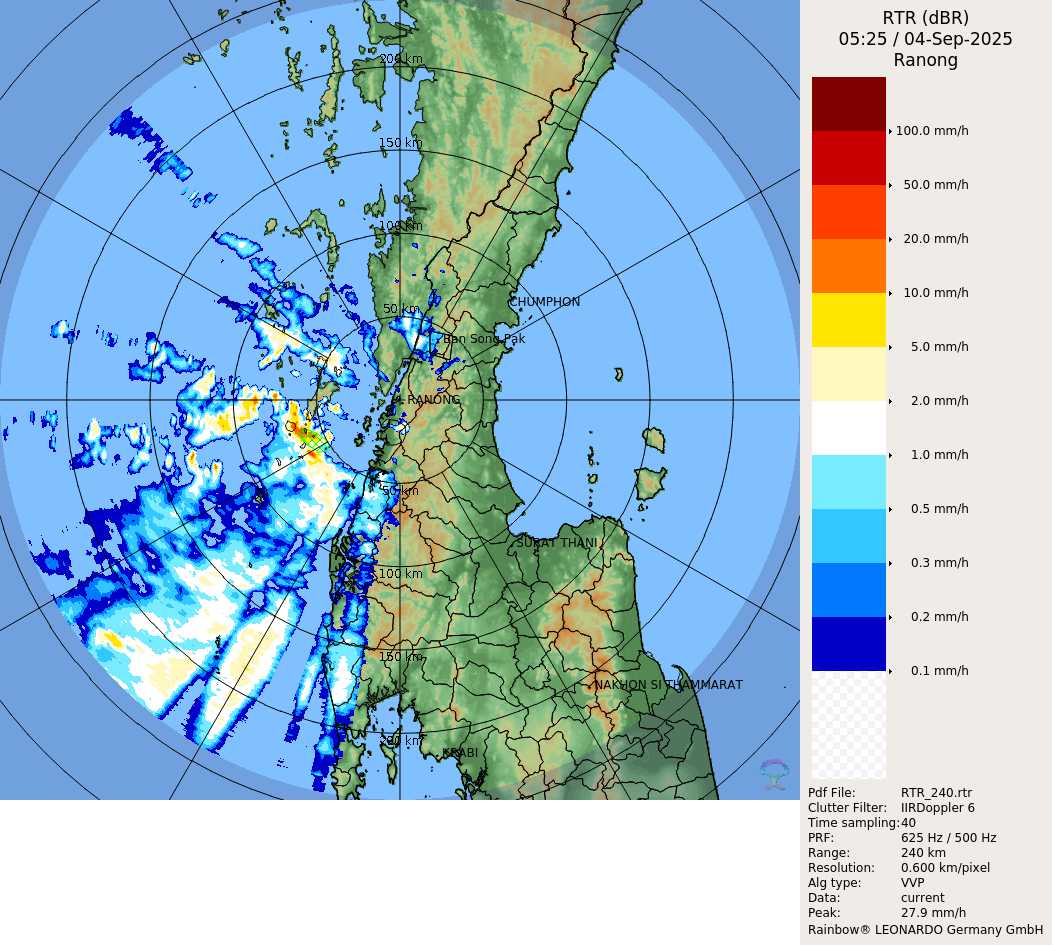 RTR (dBR)
05:25 / 04-Sep-2025
Ranong
100.0 mm/h
50.0 mm/h
20.0 mm/h
10.0 mm/h
5.0 mm/h
2.0 mm/h
1.0 mm/h
0.5 mm/h
0.3 mm/h
0.2 mm/h
0.1 mm/h
200 km
150 km
100 km
50 km
CHUMPHON
Ban Song Pak
RANONG
50 km
SURAT THANI
100 km
150 km
NAKHON SI THAMMARAT
200 km
KRABI
Pdf File: RTR_240.rtr
Clutter Filter: IIRDoppler 6
Time sampling: 40
PRF: 625 Hz / 500 Hz
Range: 240 km
Resolution: 0.600 km/pixel
Alg type: VVP
Data: current
Peak: 27.9 mm/h
Rainbow® LEONARDO Germany GmbH